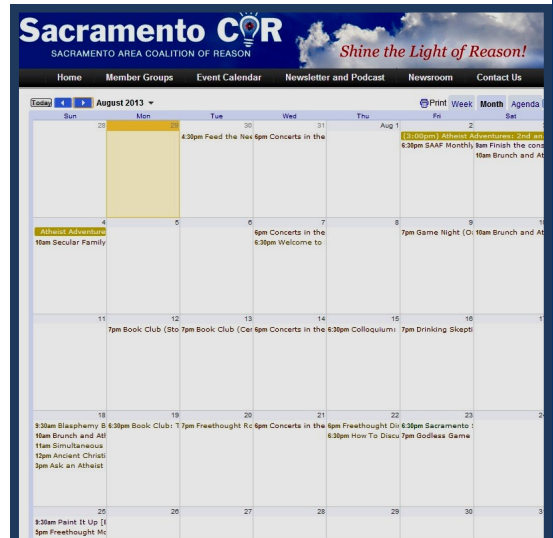 Sacramento COR
SACRAMENTO AREA COALITION OF REASON
Shine the Light of Reason!
Home Member Groups Event Calendar Newsletter and Podcast Newsroom Contact Us
Today August 2013 Print Week Month Agenda
Sun Mon Tue Wed Thu Fri Sat
28 29 30 31 Aug 1 2
(3:00pm) Atheist Adventures: 2nd an
4:30pm Feed the Nee 6pm Concerts in the 6:30pm SAAF Monthly 9am Finish the cons
10am Brunch and Ath
4 5 6 7 8 9 10
Atheist Adventure 6pm Concerts in the 7pm Game Night (O 10am Brunch and Ath
10am Secular Family 6:30pm Welcome to
11 12 13 14 15 16
7pm Book Club (Sto 7pm Book Club (Cer 6pm Concerts in the 6:30pm Colloquium: 7pm Drinking Skepti
18 19 20 21 22 23 24
9:30am Blasphemy B 6:30pm Book Club: T 7pm Freethought Ro 6pm Concerts in the 6pm Freethought Din 6:30pm Sacramento
10am Brunch and Ath 6:30pm How To Discu 7pm Godless Game
11am Simultaneous
12pm Ancient Christi
3pm Ask an Atheist
25 26 27 28 29 30 3
9:30am Paint It Up [
5pm Freethought Mo